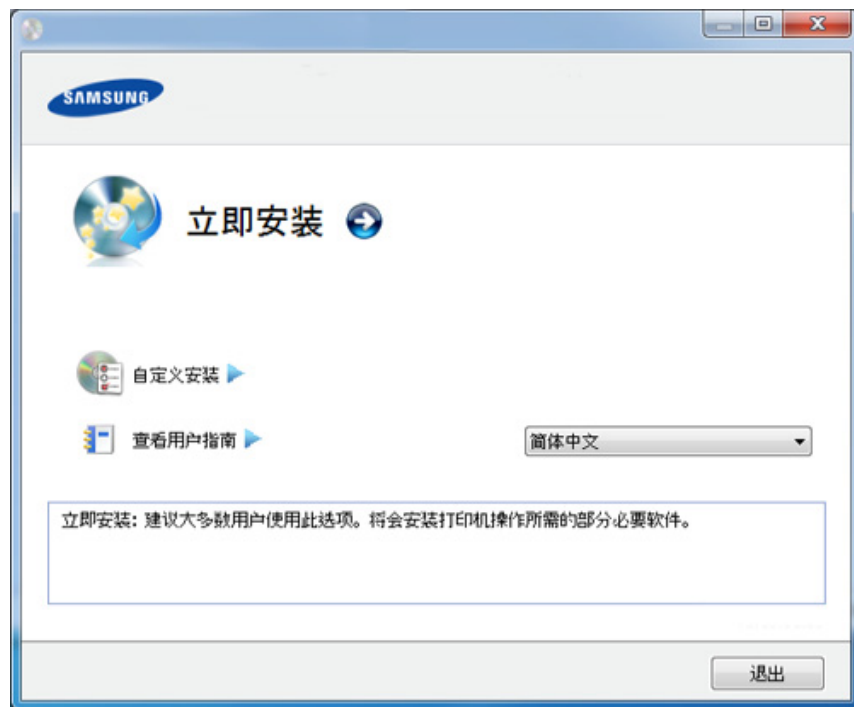 SAMSUNG
立即安装
自定义安装
查看用户指南
简体中文
立即安装: 建议大多数用户使用此选项。将会安装打印机操作所需的部分必要软件。
退出